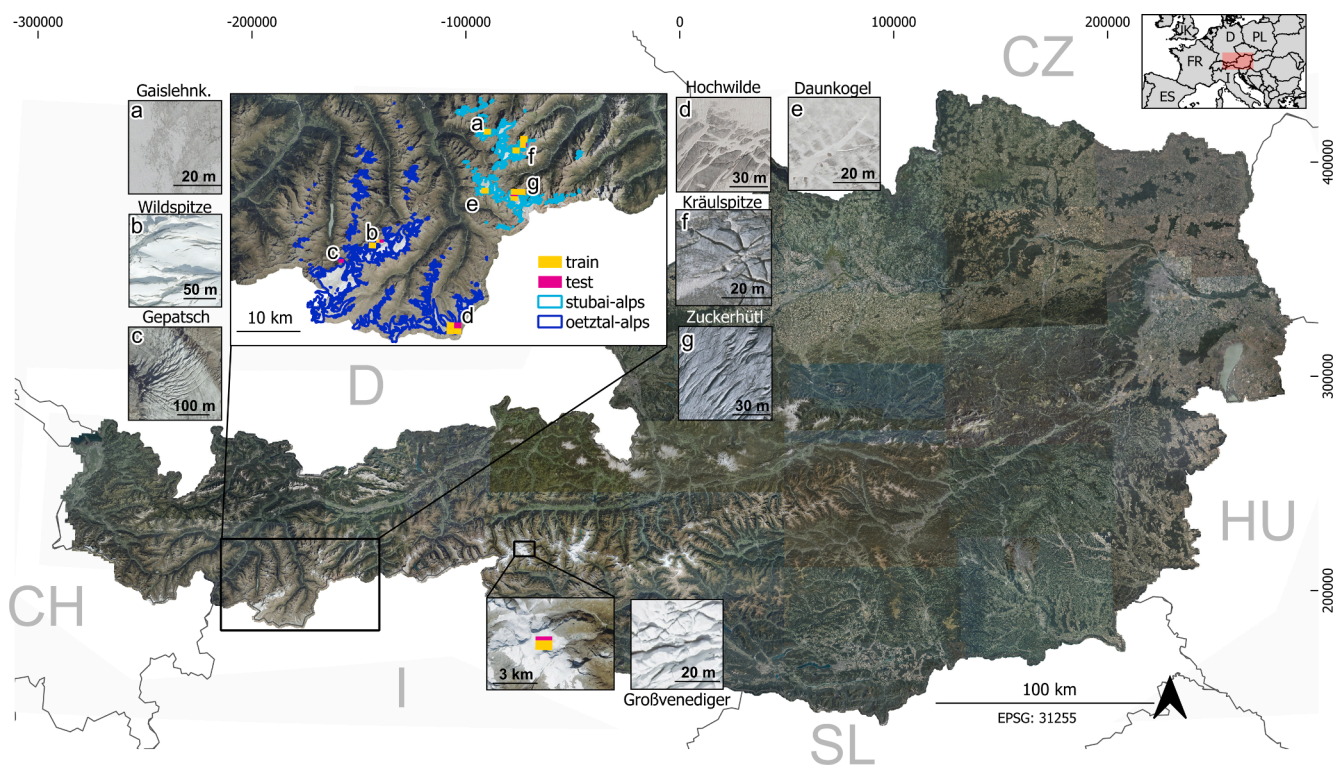 -300000
-200000
-100000
0
100000
200000
CZ
UK
D
PL
FR
I
ES
Gaislehnk.
a
20 m
Wildspitze
b
50 m
Gepatsch
c
100 m
a
f
g
e
b
c
d
10 km
train
test
stubai-alps
oetztal-alps
Hochwilde
d
30 m
Daunkogel
e
20 m
Kräulspitze
f
20 m
Zuckerhütl
g
30 m
400000
300000
200000
D
HU
CH
I
SL
3 km
20 m
Großvenediger
100 km
EPSG: 31255